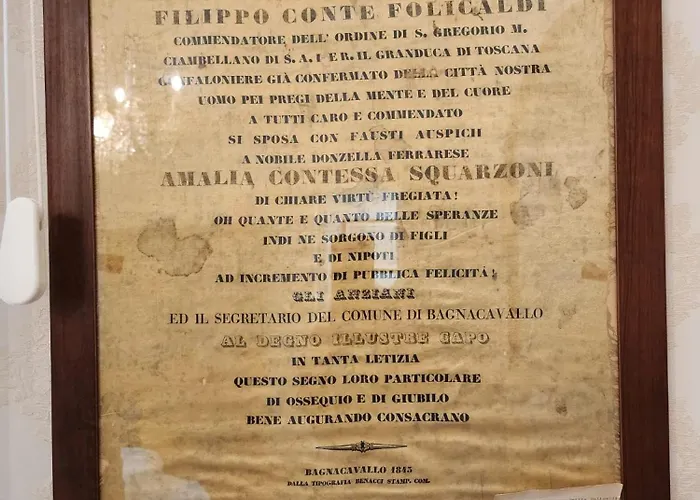 FILIPPO CONTE FOLICALDI
COMMENDATORE DELL' ORDINE DI S. GREGORIO M.
CIAMBELLANO DI S. A. I E R. IL GRANDUCA DI TOSCANA
GONFALONIERE GIÀ CONFERMATO DELLA CITTÀ NOSTRA
UOMO PEI PREGI DELLA MENTE E DEL CUORE
A TUTTI CARO E COMMENDATO
SI SPOSA CON FAUSTI AUSPICII
A NOBILE DONZELLA FERRARESE
AMALIA CONTESSA SQUARZONI
DI CHIARE VIRTÙ FREGIATA!
OH QUANTE E QUANTO BELLE SPERANZE
INDI NE SORGONO DI FIGLI
E DI NIPOTI
AD INCREMENTO DI PUBBLICA FELICITÀ!
GLI ANZIANI
ED IL SEGRETARIO DEL COMUNE DI BAGNACAVALLO
AL DEGNO ILLUSTRE CAPO
IN TANTA LETIZIA
QUESTO SEGNO LORO PARTICOLARE
DI OSSEQUIO E DI GIUBILO
BENE AUGURANDO CONSACRANO
BAGNACAVALLO 1843
DALLA TIPOGRAFIA BENACCI STAMP. COM.